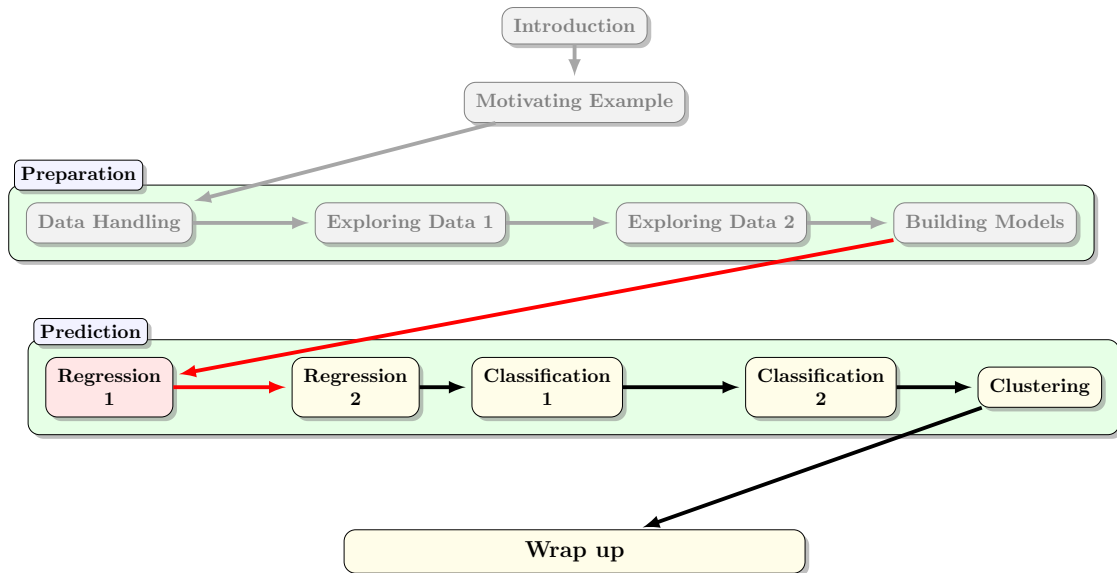 Introduction
Motivating Example
Preparation
Data Handling
Exploring Data 1
Exploring Data 2
Building Models
Prediction
Regression
1
Regression
2
Classification
1
Classification
2
Clustering
Wrap up